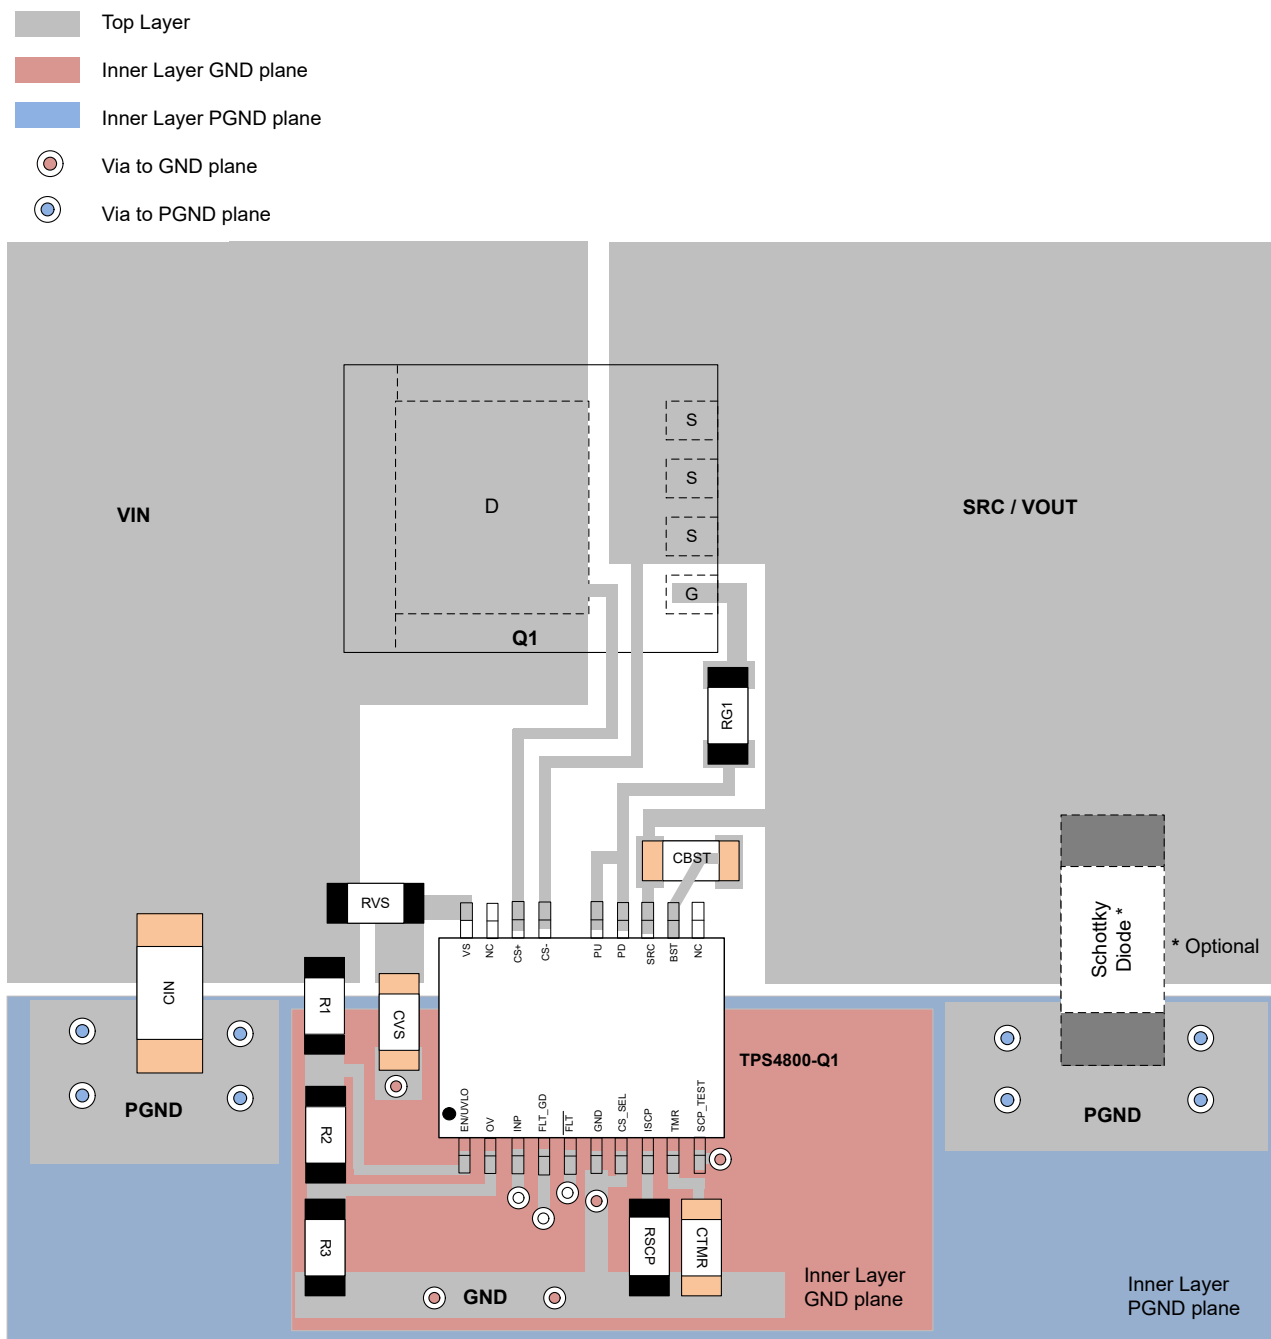 Top Layer
Inner Layer GND plane
Inner Layer PGND plane
Via to GND plane
Via to PGND plane
S
S
D
VIN
SRC / VOUT
S
G
Q1
RG1
CBST
RVS
Schottky
Diode *
* Optional
VS
NC
CS+
CS-
PU
PD
SRC
BST
NC
CIN
R1
CVS
TPS4800-Q1
PGND
PGND
EN/UVLO
OV
INP
FLT_GD
FLT
GND
CS_SEL
ISCP
TMR
SCP_TEST
R2
R3
RSCP
CTMR
GND
Inner Layer
GND plane
Inner Layer
PGND plane